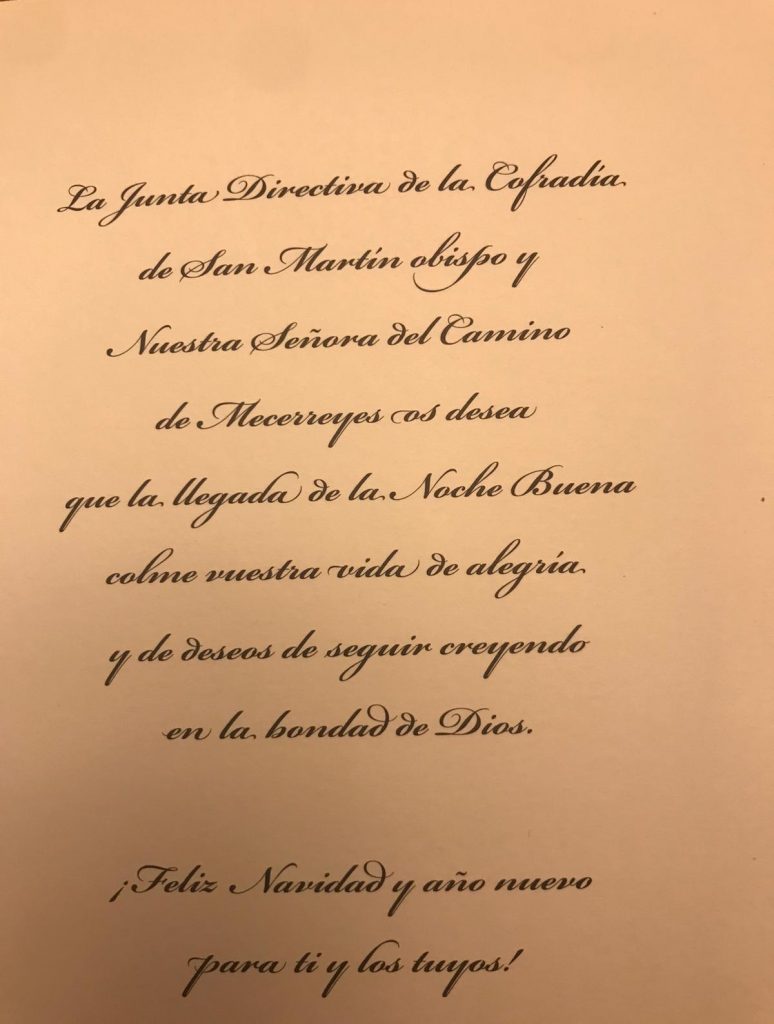 La Junta Directiva de la Cofradía
de San Martín obispo y
Nuestra Señora del Camino
de Mecerreyes os desea
que la llegada de la Noche Buena
colme vuestra vida de alegría
y de deseos de seguir creyendo
en la bondad de Dios.
¡Feliz Navidad y año nuevo
para ti y los tuyos!